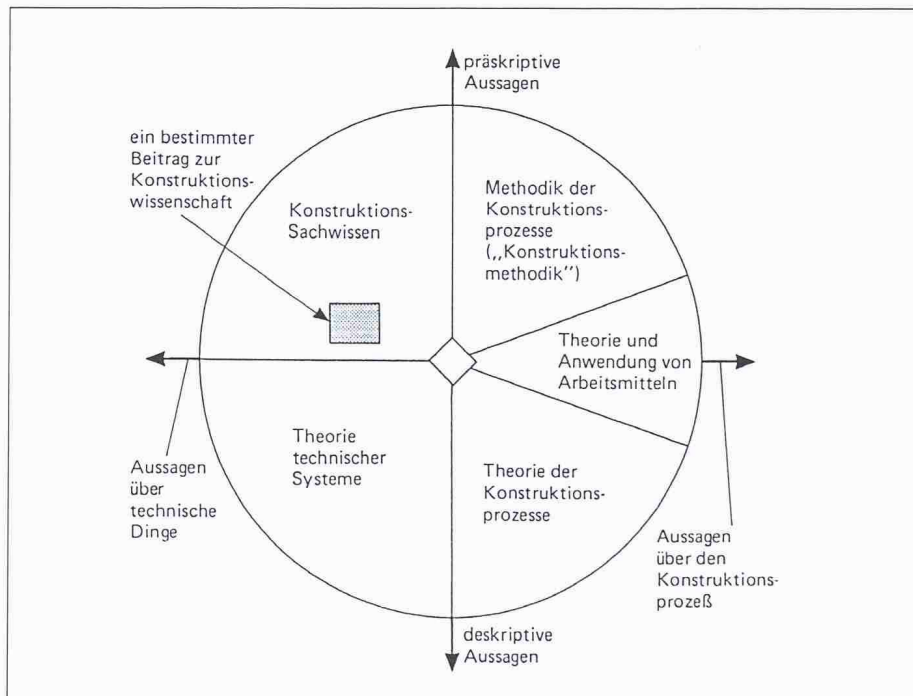 präskriptive
Aussagen
ein bestimmter
Beitrag zur
Konstruktions-
wissenschaft
Konstruktions-
Sachwissen
Methodik der
Konstruktions-
prozesse
(„Konstruktions-
methodik”)
Theorie und
Anwendung von
Arbeitsmitteln
Theorie
technischer
Systeme
Theorie der
Konstruktions-
prozesse
Aussagen
über
technische
Dinge
Aussagen
über den
Konstruktions-
prozeß
deskriptive
Aussagen